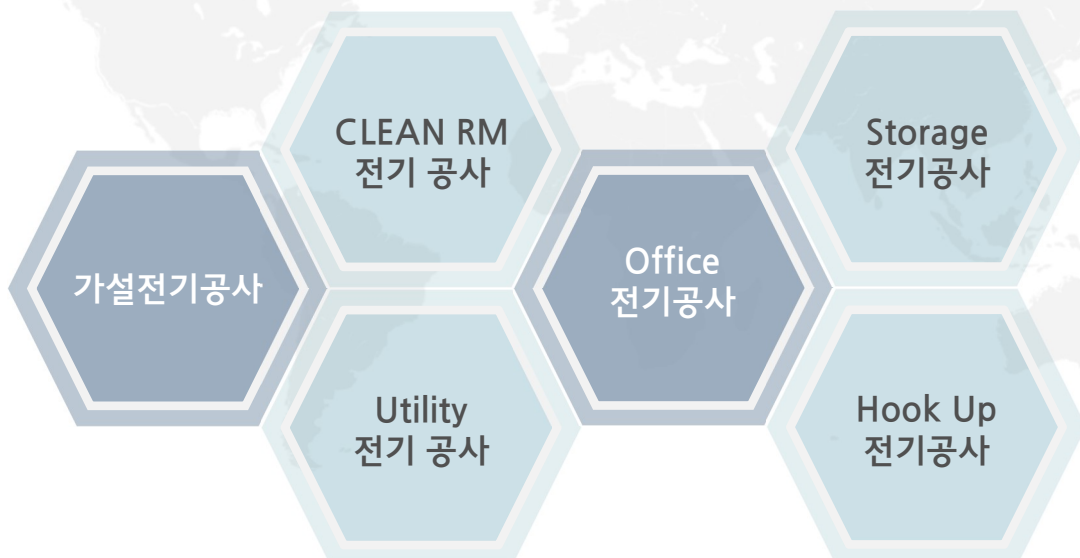 가설전기공사
CLEAN RM
전기 공사
Utility
전기 공사
Office
전기공사
Storage
전기공사
Hook Up
전기공사